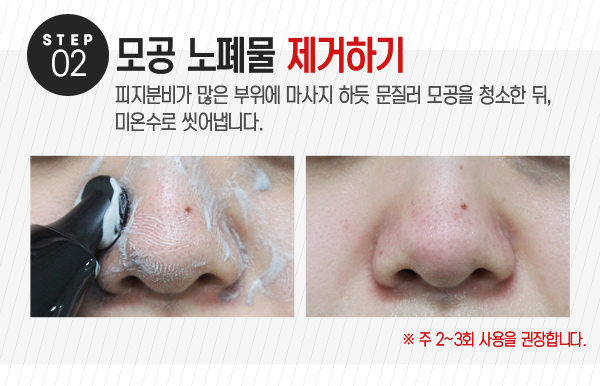 STEP
02
모공 노폐물 제거하기
피지분비가 많은 부위에 마사지 하듯 문질러 모공을 청소한 뒤,
미온수로 씻어냅니다.
※ 주 2~3회 사용을 권장합니다.